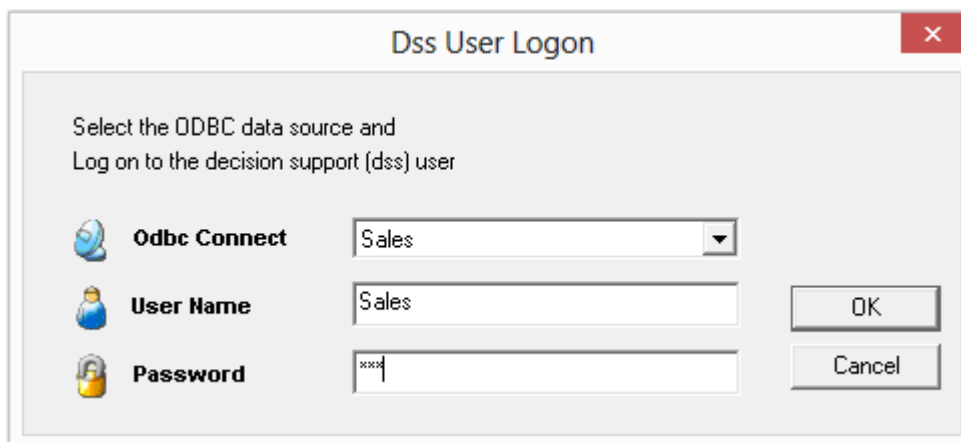 Dss User Logon
Select the ODBC data source and
Log on to the decision support (dss) user
Odbc Connect
Sales
User Name
Sales
OK
Password
***
Cancel